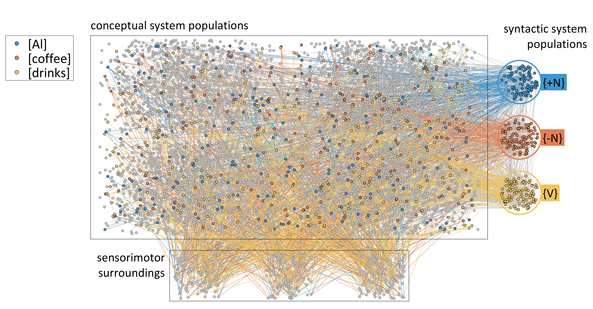 conceptual system populations
syntactic system
populations
[Al]
[coffee]
[drinks]
{+N}
{-N}
{V}
sensorimotor
surroundings